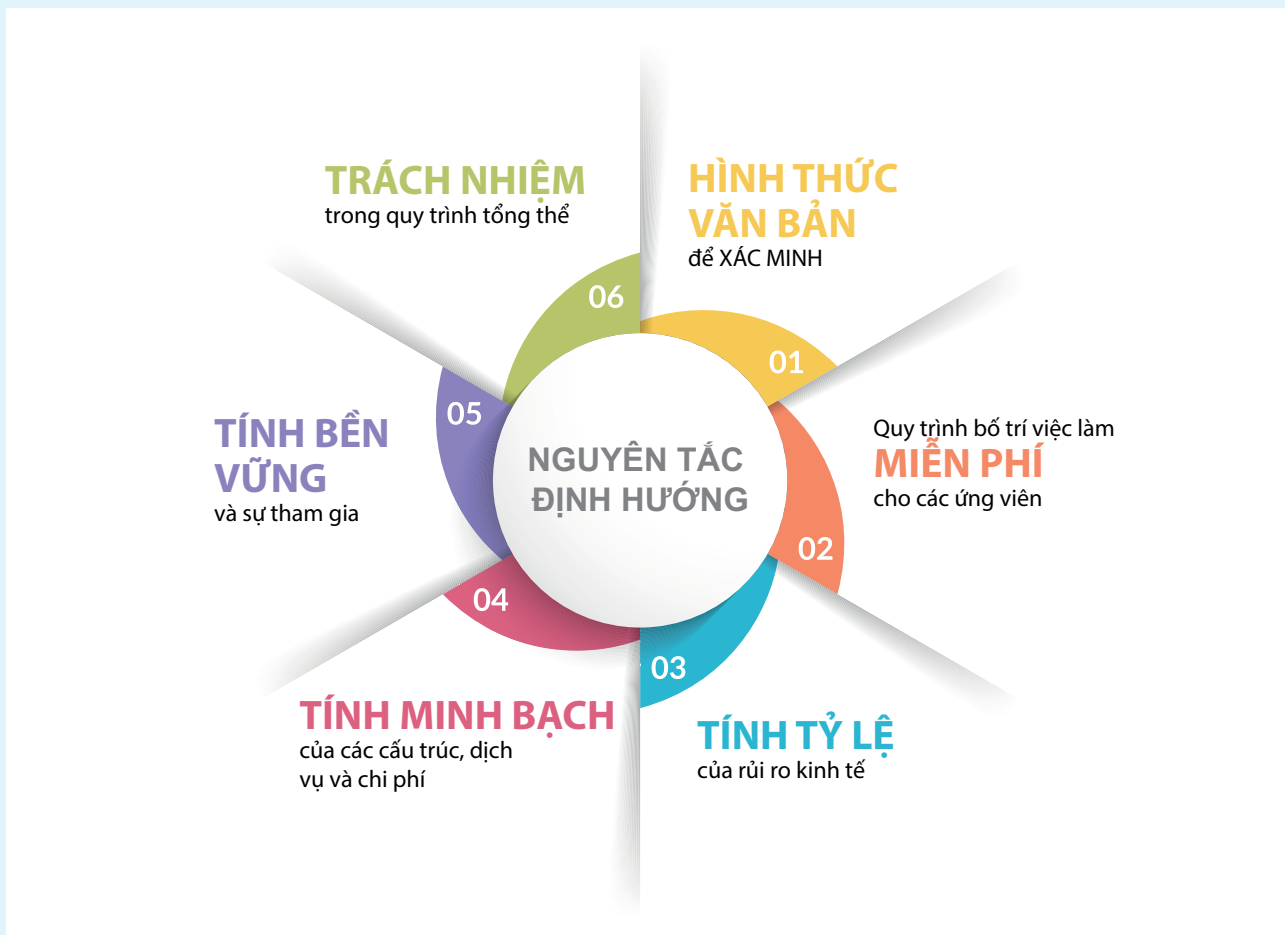 NGUYÊN TẮC
ĐỊNH HƯỚNG
01
HÌNH THỨC
VĂN BẢN
để XÁC MINH
02
Quy trình bố trí việc làm
MIỄN PHÍ
cho các ứng viên
03
TÍNH TỶ LỆ
của rủi ro kinh tế
04
TÍNH MINH BẠCH
của các cấu trúc, dịch
vụ và chi phí
05
TÍNH BỀN
VỮNG
và sự tham gia
06
TRÁCH NHIỆM
trong quy trình tổng thể